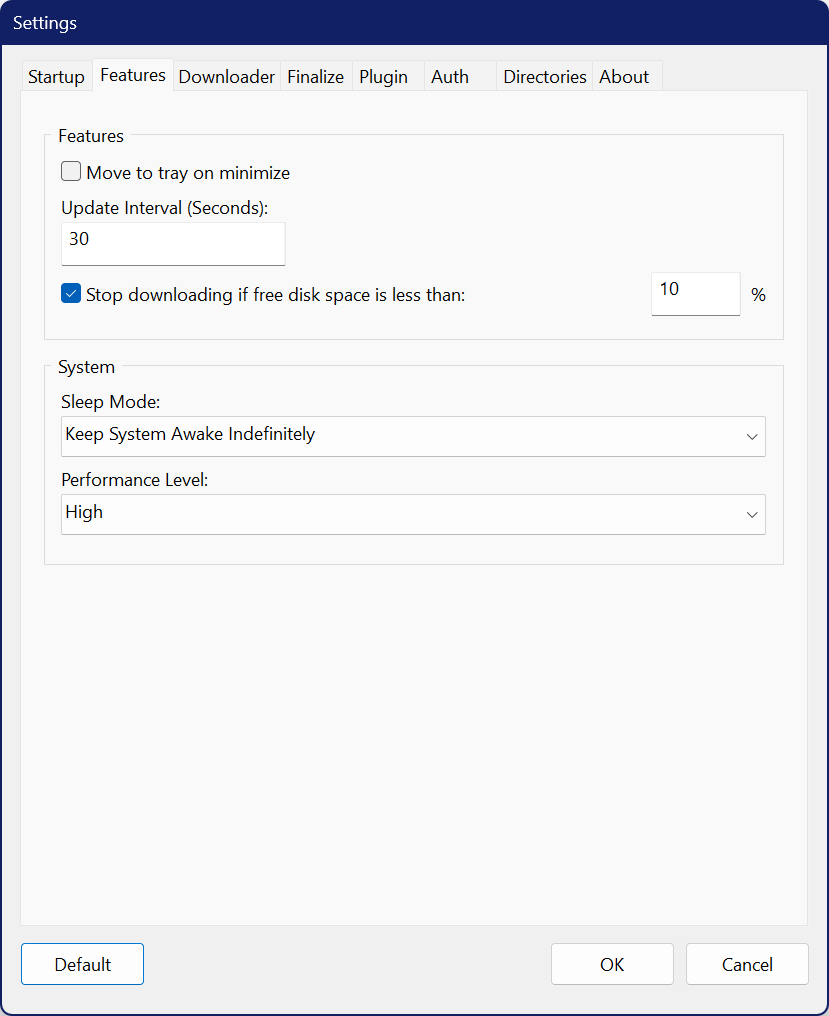 Settings
Startup Features Downloader Finalize Plugin Auth Directories About
Features
Move to tray on minimize
Update Interval (Seconds):
30
Stop downloading if free disk space is less than: 10 %
System
Sleep Mode:
Keep System Awake Indefinitely
Performance Level:
High
Default OK Cancel